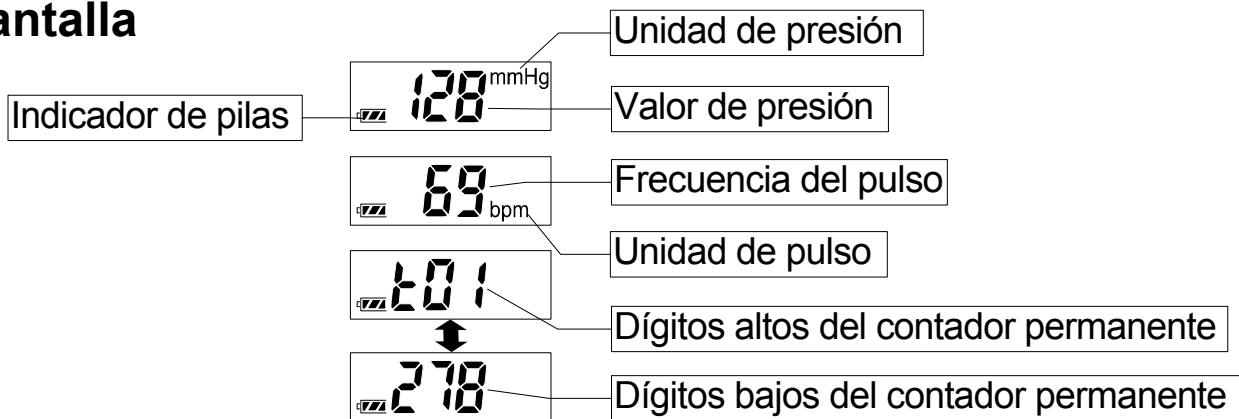 antalla
Unidad de presión
128 mmHg
Indicador de pilas
Valor de presión
69 bpm
Frecuencia del pulso
Unidad de pulso
t01
Dígitos altos del contador permanente
278
Dígitos bajos del contador permanente